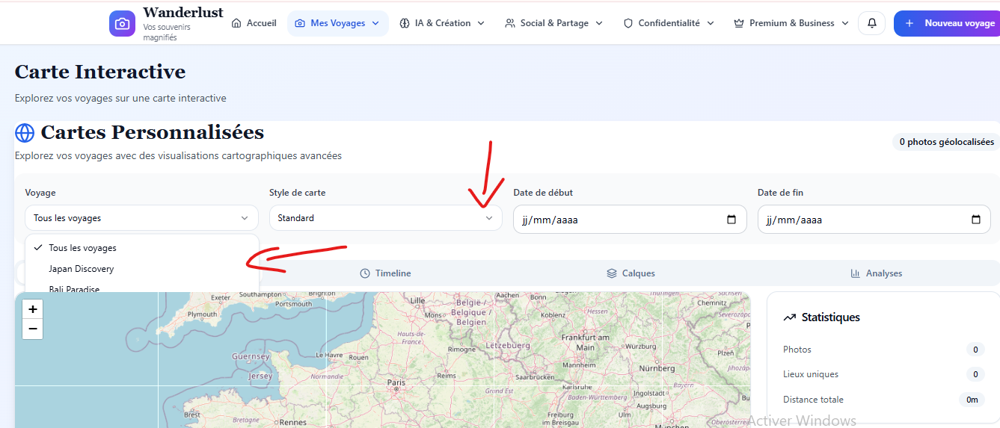 Wanderlust
Vos souvenirs
magnifiés
Accueil
Mes Voyages
IA & Création
Social & Partage
Confidentialité
Premium & Business
Nouveau voyage
Carte Interactive
Explorez vos voyages sur une carte interactive
Cartes Personnalisées
Explorez vos voyages avec des visualisations cartographiques avancées
0 photos géolocalisées
Voyage
Style de carte
Date de début
Date de fin
Tous les voyages
Standard
jj/mm/aaaa
jj/mm/aaaa
Tous les voyages
Japan Discovery
Bali Paradise
Timeline
Calques
Analyses
+
−
Exeter
Southampton
Brighton
Portsmouth
Plymouth
Guernsey
Jersey
Le Havre
Rouen
Normandie
Paris
Brest
Bretagne
Rennes
Lille
Mons
België /
Belgique /
Belgien
Hauts-de-
France
Rimogne
Reims
Lëtzebuerg
Grand Est
Aachen
Bonn
Koblenz
Hessen
Frankfurt am
Main
Würzburg
Mannheim
Saarbrücken
Karlsruhe
Baden-Württemberg
Freiburg
im Breisgau
Ulm
Nürnberg
Bayern
Ingolstadt
Augsburg
München
Chemnitz
Plzeň
Statistiques
Photos
0
Lieux uniques
0
Distance totale
0m
Activer Windows